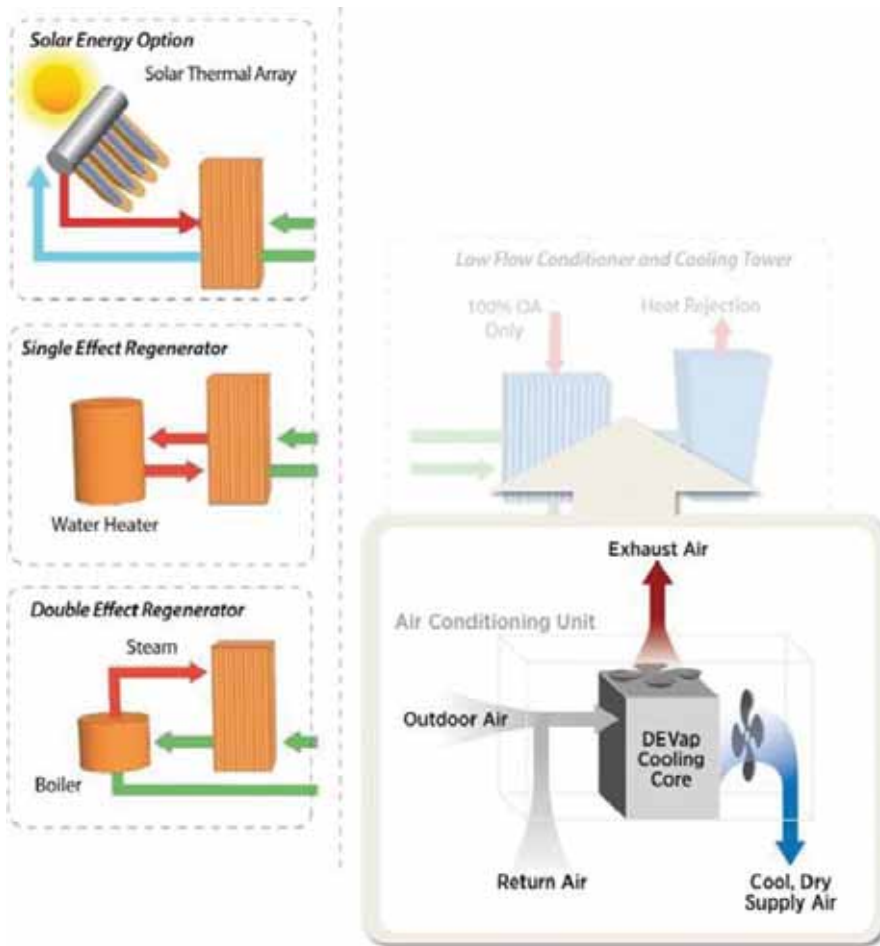 Solar Energy Option
Solar Thermal Array
Single Effect Regenerator
Water Heater
Double Effect Regenerator
Steam
Boiler
Low Flow Conditioner and Cooling Tower
100% OA
Only
Heat Rejection
Exhaust Air
Air Conditioning Unit
Outdoor Air
DEVap
Cooling
Core
Return Air
Cool, Dry
Supply Air